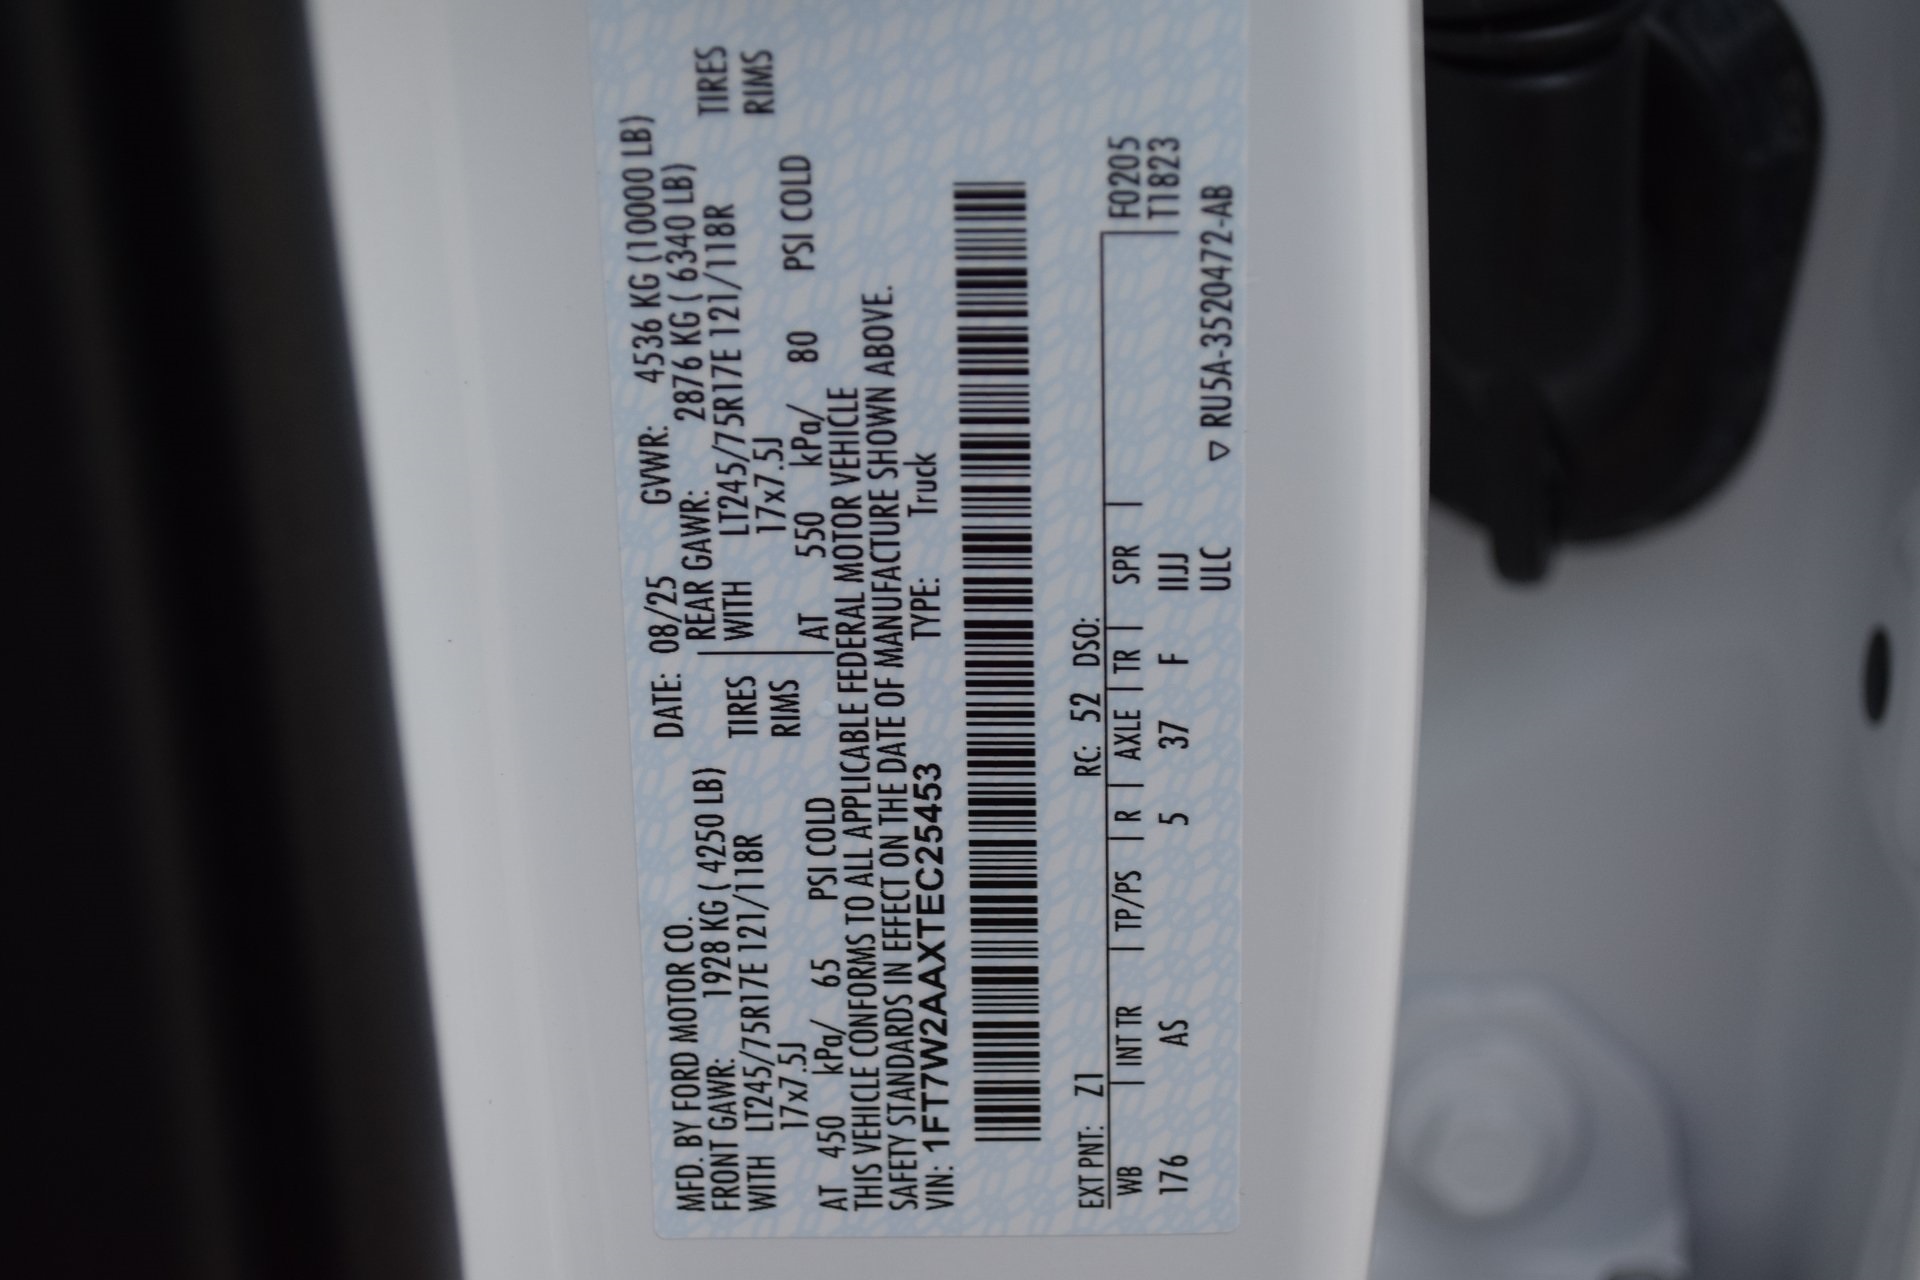 MFD. BY FORD MOTOR CO. DATE: 08/25 GVWR: 4536 KG (10000 LB)
FRONT GAWR: 1928 KG ( 4250 LB) REAR GAWR: 2876 KG ( 6340 LB)
WITH LT245/75R17E 121/118R TIRES WITH LT245/75R17E 121/118R TIRES
17x7.5J RIMS 17x7.5J RIMS
AT 450 kPa/ 65 PSI COLD AT 550 kPa/ 80 PSI COLD
THIS VEHICLE CONFORMS TO ALL APPLICABLE FEDERAL MOTOR VEHICLE
SAFETY STANDARDS IN EFFECT ON THE DATE OF MANUFACTURE SHOWN ABOVE.
VIN: 1FT7W2AAXTEC25453 TYPE: Truck
EXT PNT: Z1 RC: 52 DSO:
WB INT TR TP/PS R AXLE TR SPR F0205
176 AS 5 37 F IIJJ T1823
ULC ▽ RU5A-3520472-AB